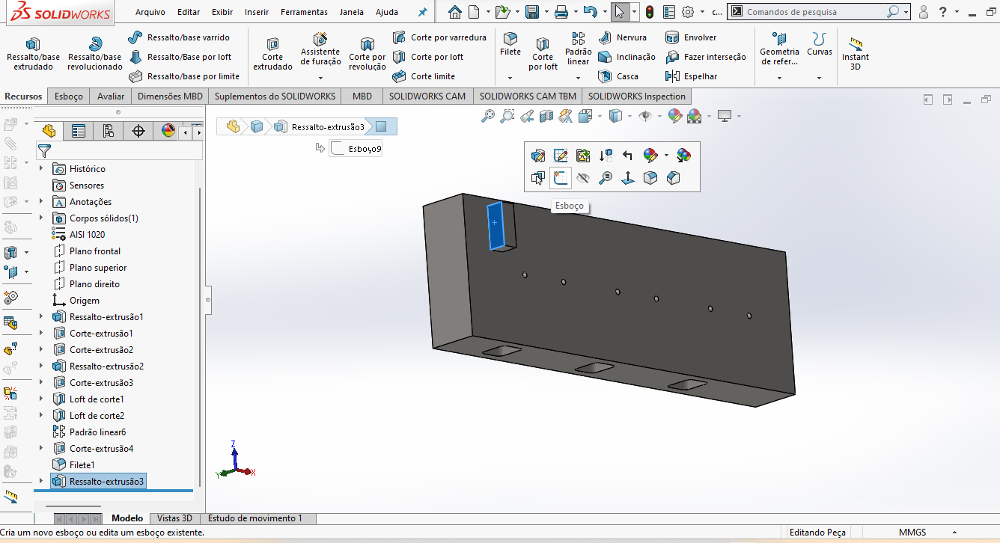 SOLIDWORKS
Arquivo Editar Exibir Inserir Ferramentas Janela Ajuda c... Comandos de pesquisa ?
Ressalto/base extrudado
Ressalto/base revolucionado
Ressalto/base varrido
Ressalto/base por loft
Ressalto/base por limite
Corte extrudado
Assistente de furação
Corte por revolução
Corte por varredura
Corte por loft
Corte limite
Filete
Corte por loft
Padrão linear
Nervura
Inclinação
Casca
Envolver
Fazer interseção
Espelhar
Geometria de refer...
Curvas
Instant 3D
Recursos Esboço Avaliar Dimensões MBD Suplementos do SOLIDWORKS MBD SOLIDWORKS CAM SOLIDWORKS CAM TBM SOLIDWORKS Inspection
Ressalto-extrusão3
Esboço9
Esboço
Histórico
Sensores
Anotações
Corpos sólidos(1)
AISI 1020
Plano frontal
Plano superior
Plano direito
Origem
Ressalto-extrusão1
Corte-extrusão1
Corte-extrusão2
Ressalto-extrusão2
Corte-extrusão3
Loft de corte1
Loft de corte2
Padrão linear6
Corte-extrusão4
Filete1
Ressalto-extrusão3
Z
Y X
Modelo Vistas 3D Estudo de movimento 1
Cria um novo esboço ou edita um esboço existente. Editando Peça MMGS